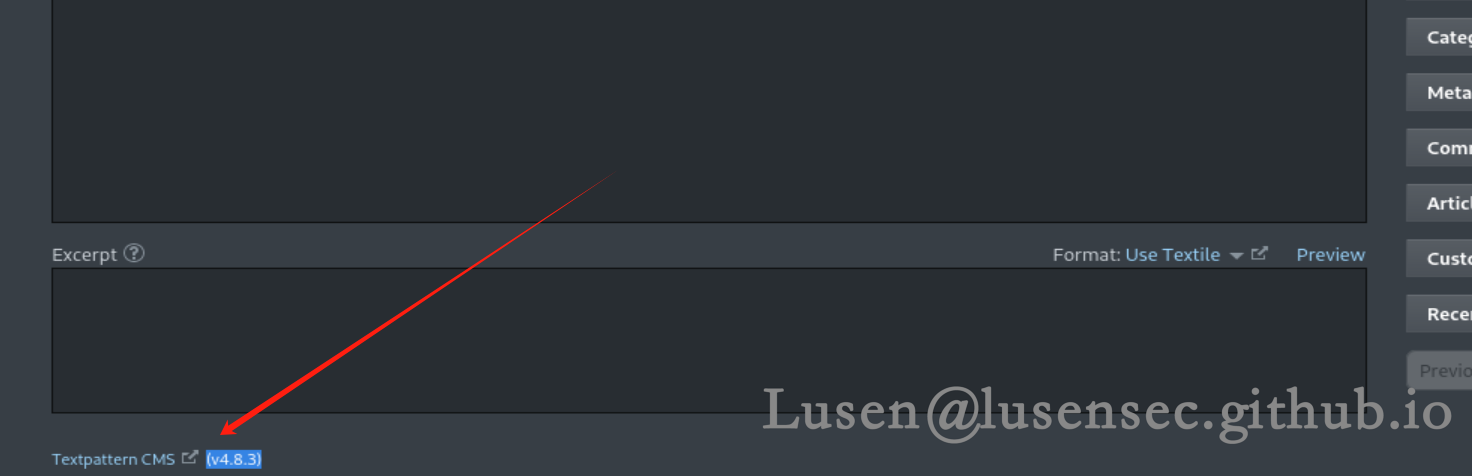 Categ
Meta
Comm
Articl
Excerpt ? Format: Use Textile Preview
Custo
Recen
Previo
Lusen@lusensec.github.io
Textpattern CMS (v4.8.3)